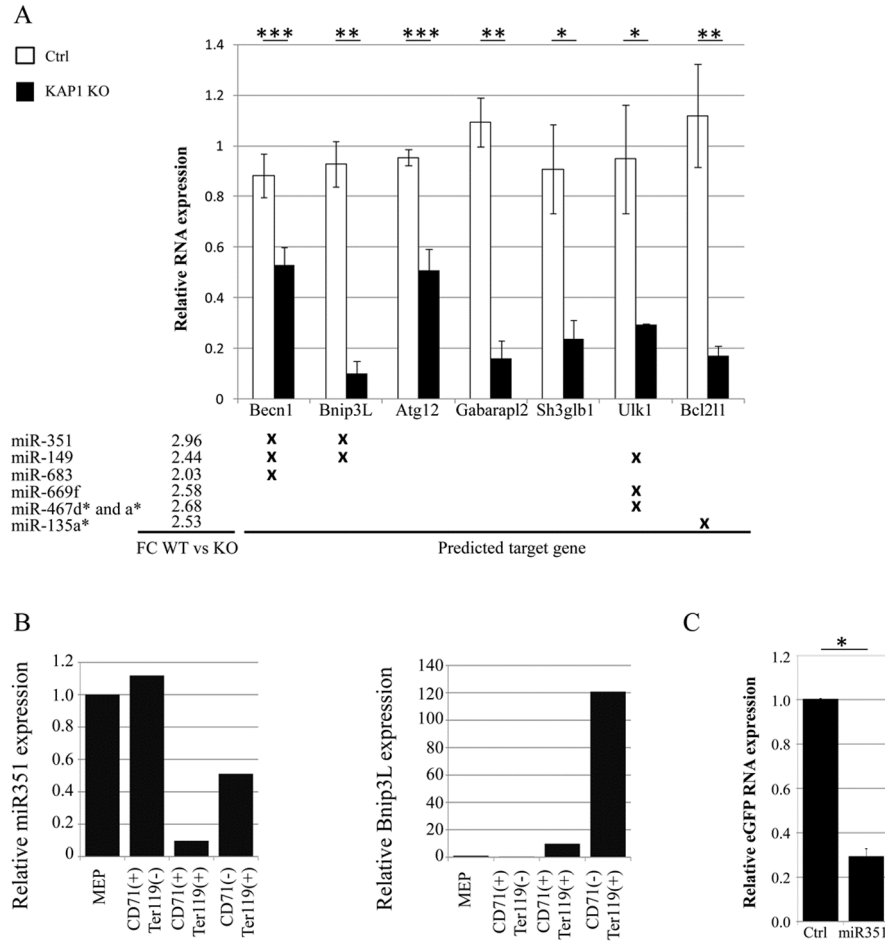 A
Ctrl
KAP1 KO
*** ** *** ** * * **
Relative RNA expression
1.4
1.2
1
0.8
0.6
0.4
0.2
0
Becn1 Bnip3L Atg12 Gabarapl2 Sh3glb1 Ulk1 Bcl2l1
miR-351 2.96 x x
miR-149 2.44 x x x
miR-683 2.03 x
miR-669f 2.58 x
miR-467d* and a* 2.68 x
miR-135a* 2.53 x
FC WT vs KO Predicted target gene
B
Relative miR351 expression
1.2
1.0
0.8
0.6
0.4
0.2
0
MEP
CD71(+)
Ter119(-)
CD71(+)
Ter119(+)
CD71(-)
Ter119(+)
Relative Bnip3L expression
140
120
100
80
60
40
20
0
MEP
CD71(+)
Ter119(-)
CD71(+)
Ter119(+)
CD71(-)
Ter119(+)
C
*
Relative eGFP RNA expression
1.2
1.0
0.8
0.6
0.4
0.2
0.0
Ctrl miR351